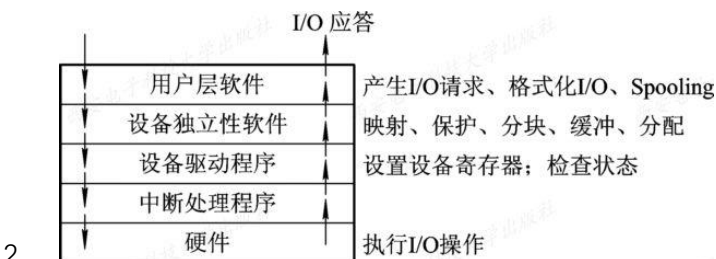 I/O 应答
用户层软件 产生I/O请求、格式化I/O、Spooling
设备独立性软件 映射、保护、分块、缓冲、分配
设备驱动程序 设置设备寄存器；检查状态
中断处理程序
硬件 执行I/O操作
2